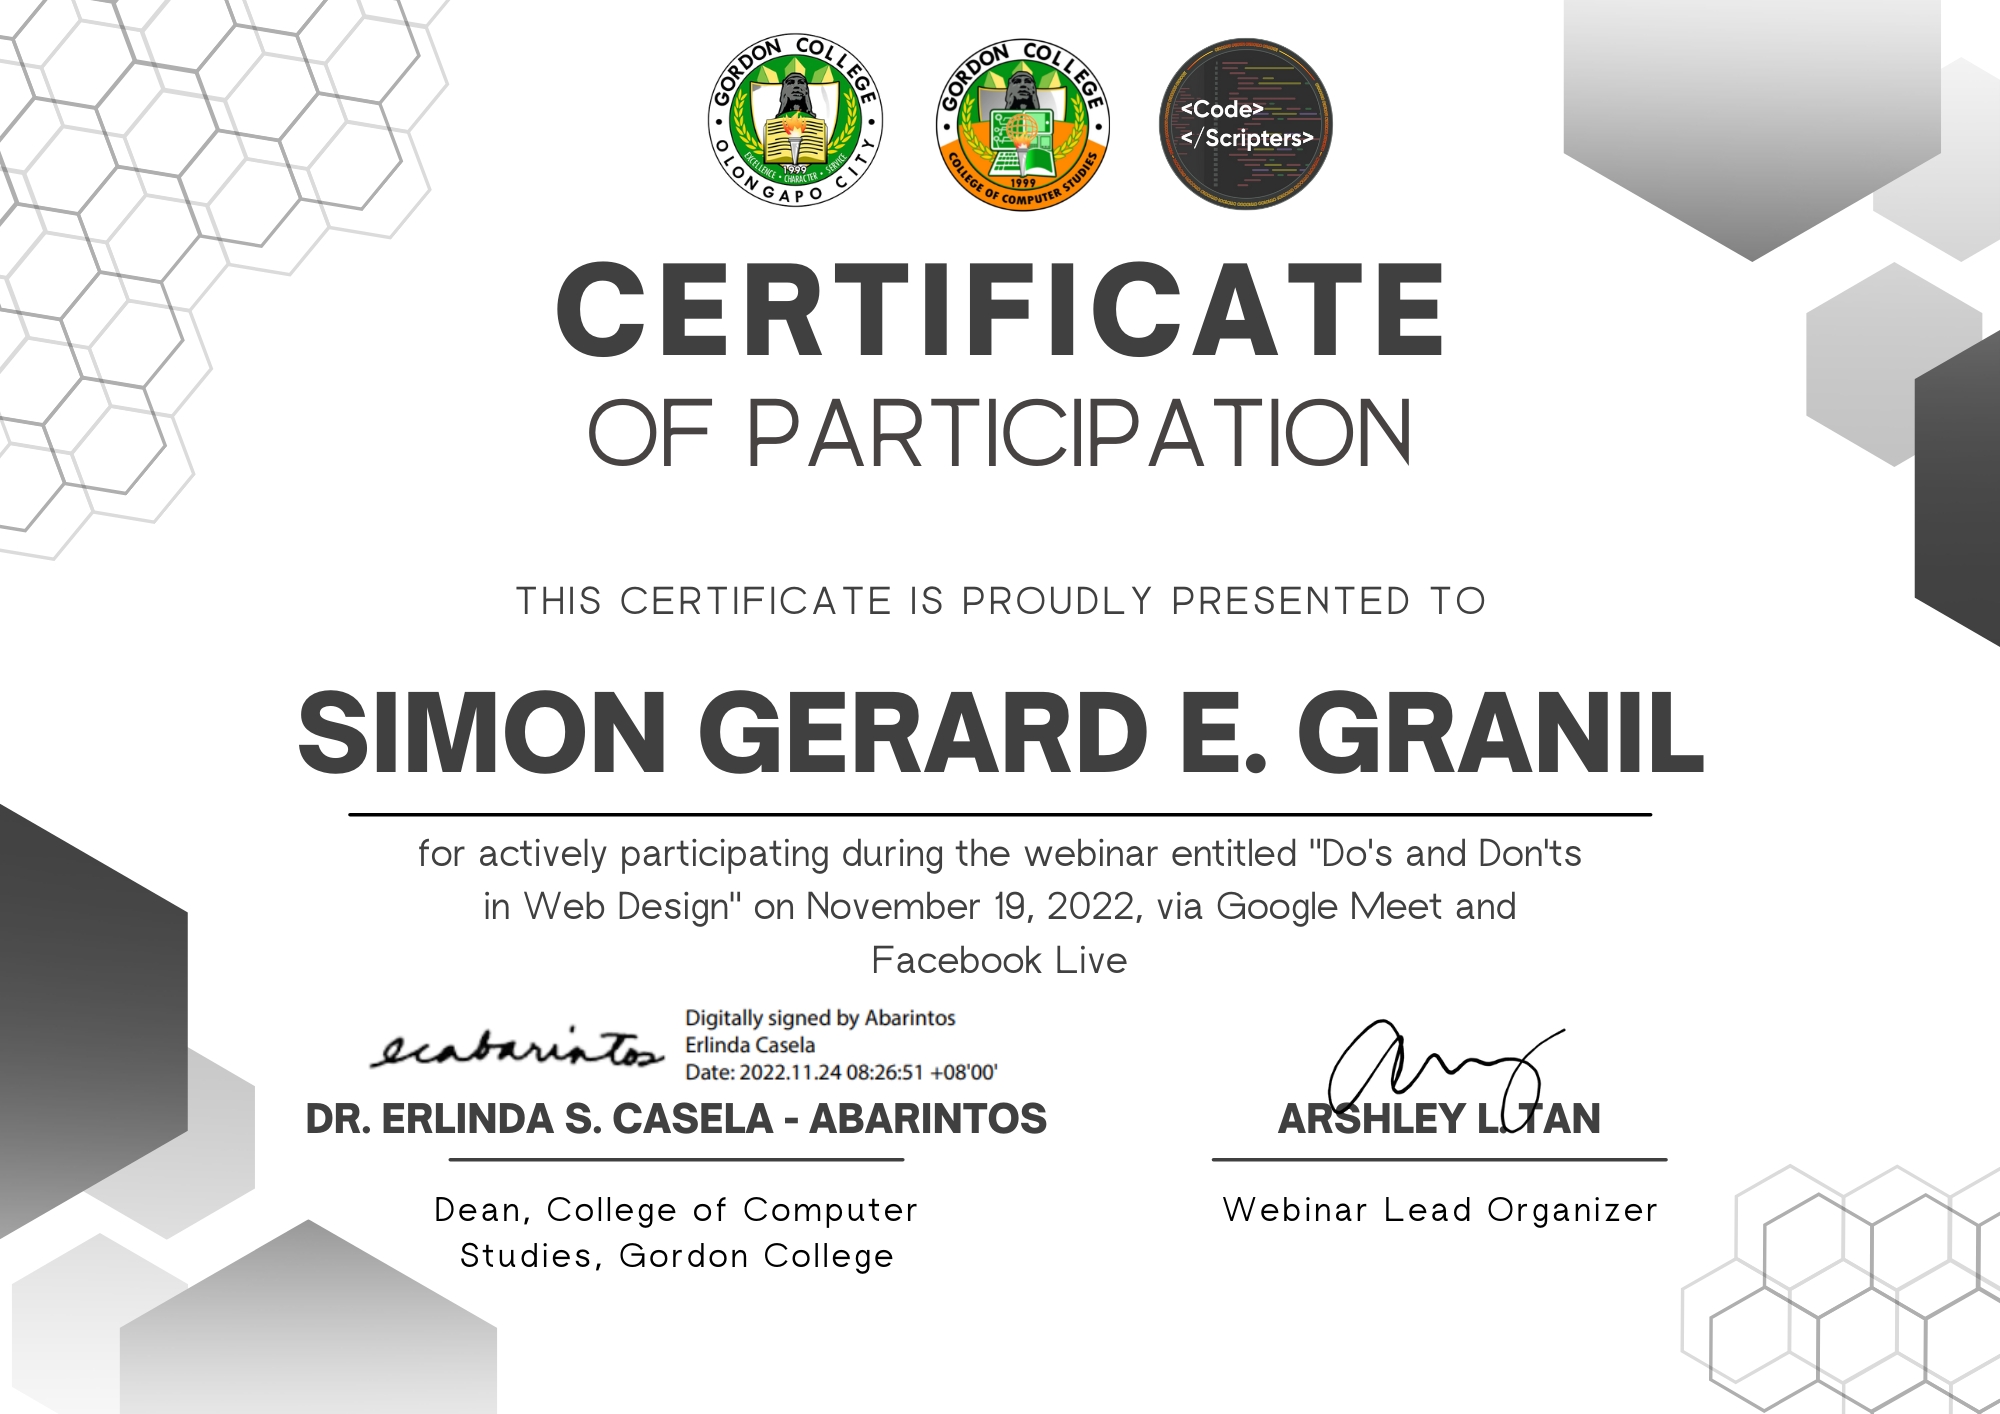 GORDON COLLEGE
• OLONGAPO CITY •
EXCELLENCE • CHARACTER • SERVICE
1999
GORDON COLLEGE
• COLLEGE OF COMPUTER STUDIES •
1999
<Code>
</Scripters>
CERTIFICATE
OF PARTICIPATION
THIS CERTIFICATE IS PROUDLY PRESENTED TO
SIMON GERARD E. GRANIL
for actively participating during the webinar entitled "Do's and Don'ts
in Web Design" on November 19, 2022, via Google Meet and
Facebook Live
ecabarintos
Digitally signed by Abarintos
Erlinda Casela
Date: 2022.11.24 08:26:51 +08'00'
DR. ERLINDA S. CASELA - ABARINTOS
Dean, College of Computer
Studies, Gordon College
ARSHLEY L. TAN
Webinar Lead Organizer